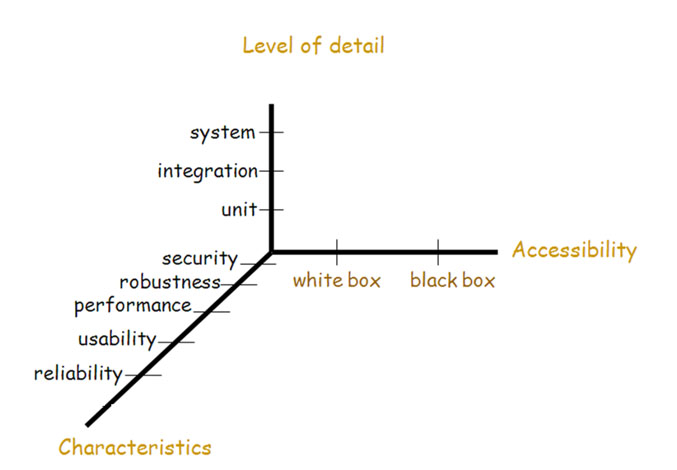 Level of detail
system
integration
unit
security
robustness
performance
usability
reliability
Characteristics
white box
black box
Accessibility